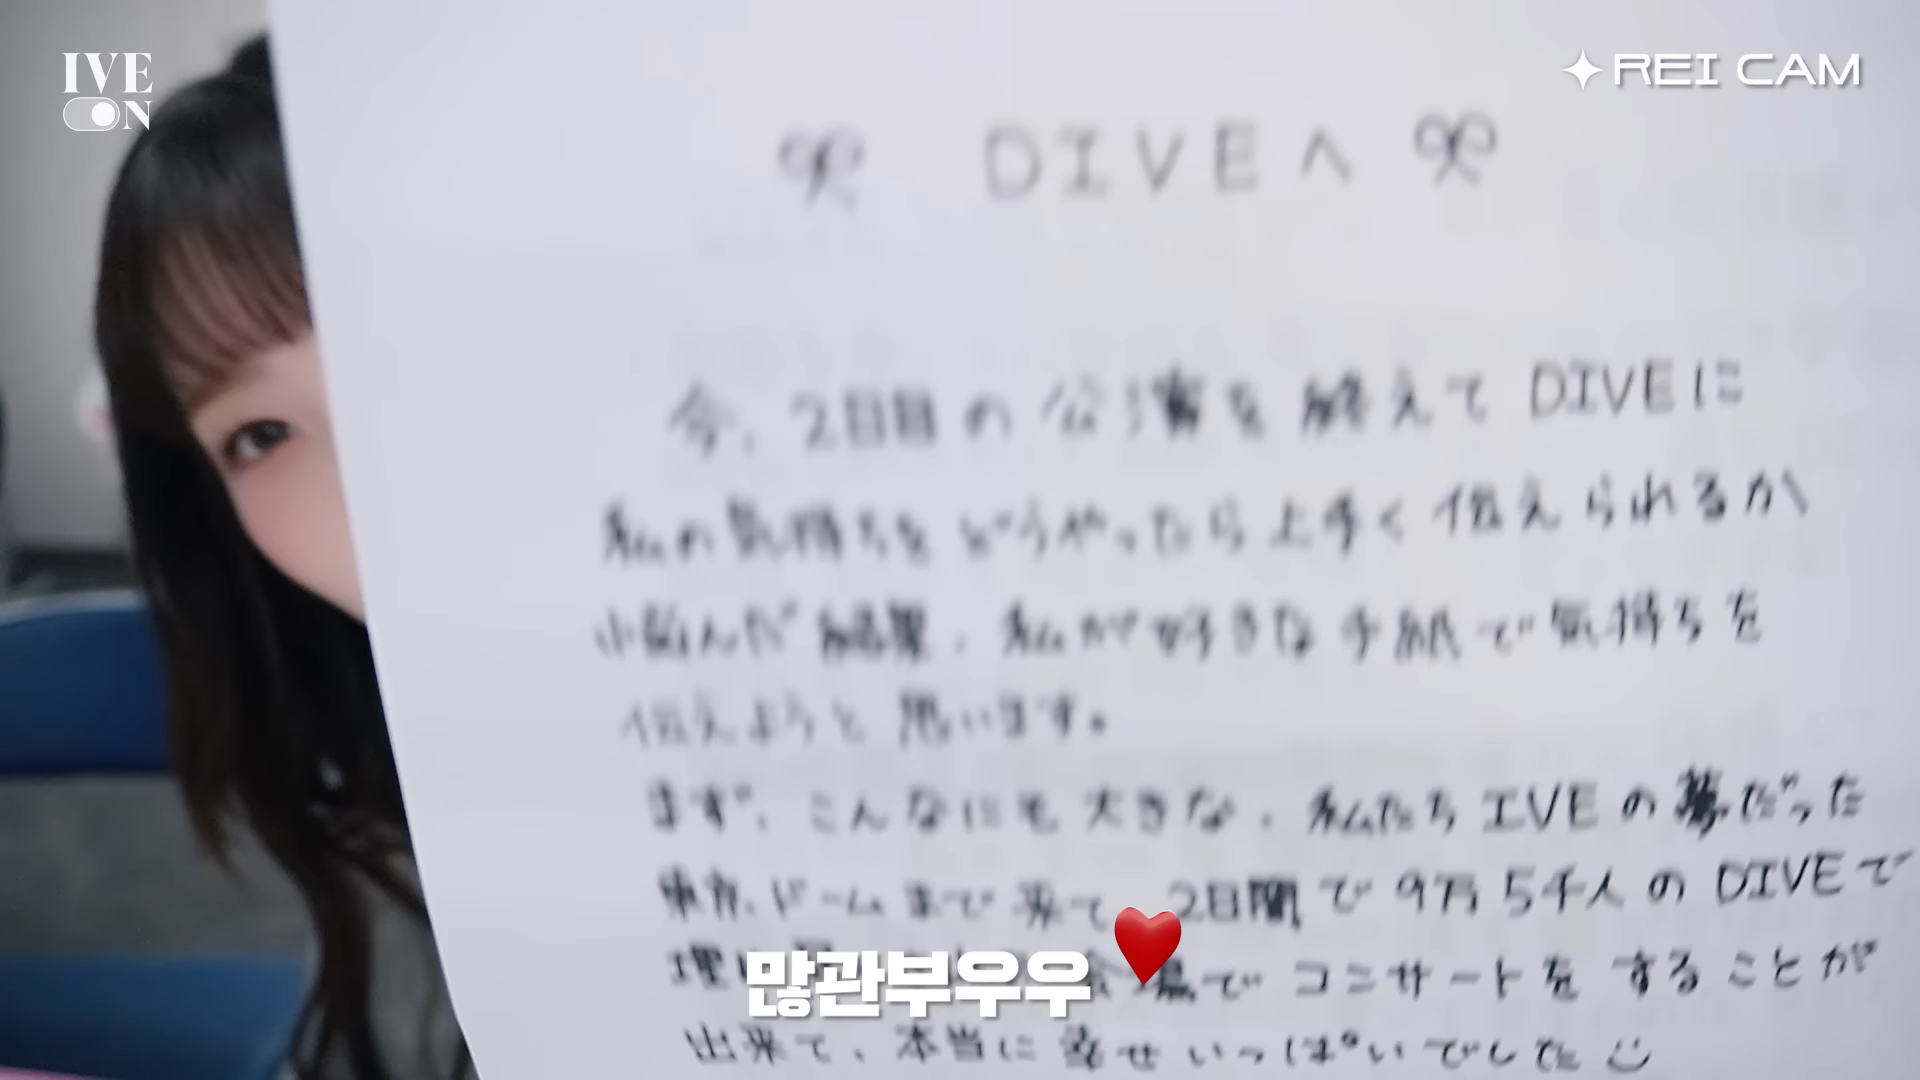 IVE
ON
REI CAM
DIVEへ
今、2日目の公演を終えてDIVEに
私の気持ちをどうやったら上手く伝えられるか
悩んだ結果、私が好きな手紙で気持ちを
伝えようと思います。
まず、こんなにも大きな、私たちIVEの夢だった
東京ドームまで来て、2日間で9万5千人のDIVEで
会場でコンサートをすることが
많관부우우
出来て、本当に幸せいっぱいでした